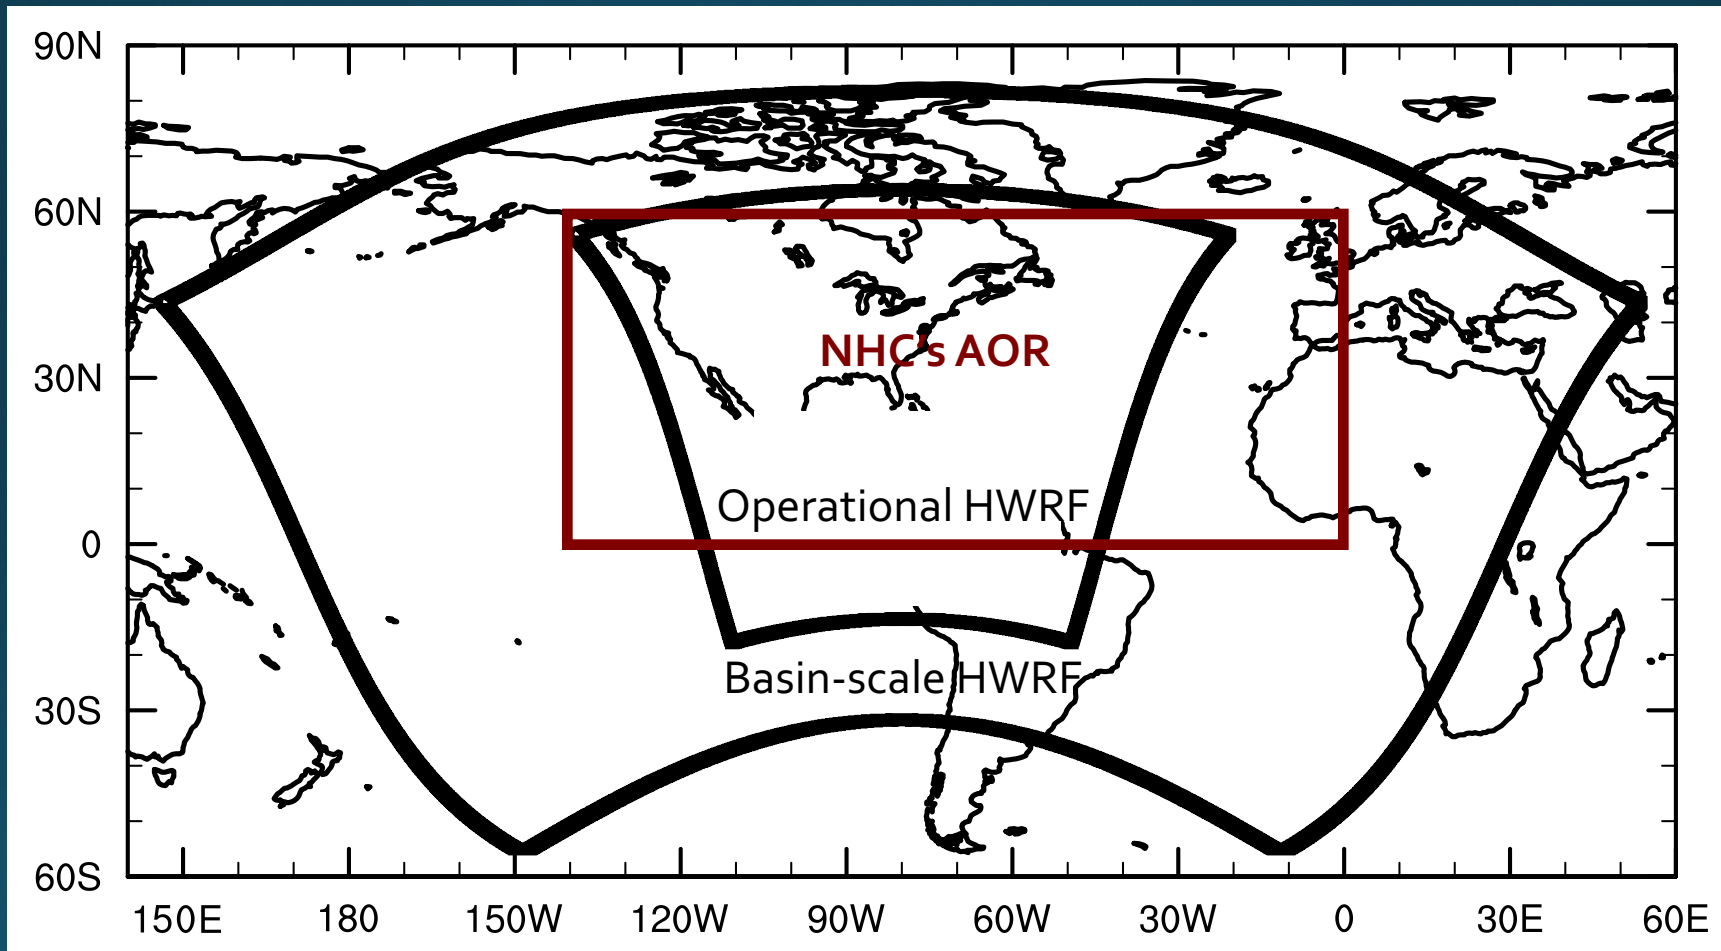 90N
60N
30N
0
30S
60S
NHC's AOR
Operational HWRF
Basin-scale HWRF
150E 180 150W 120W 90W 60W 30W 0 30E 60E